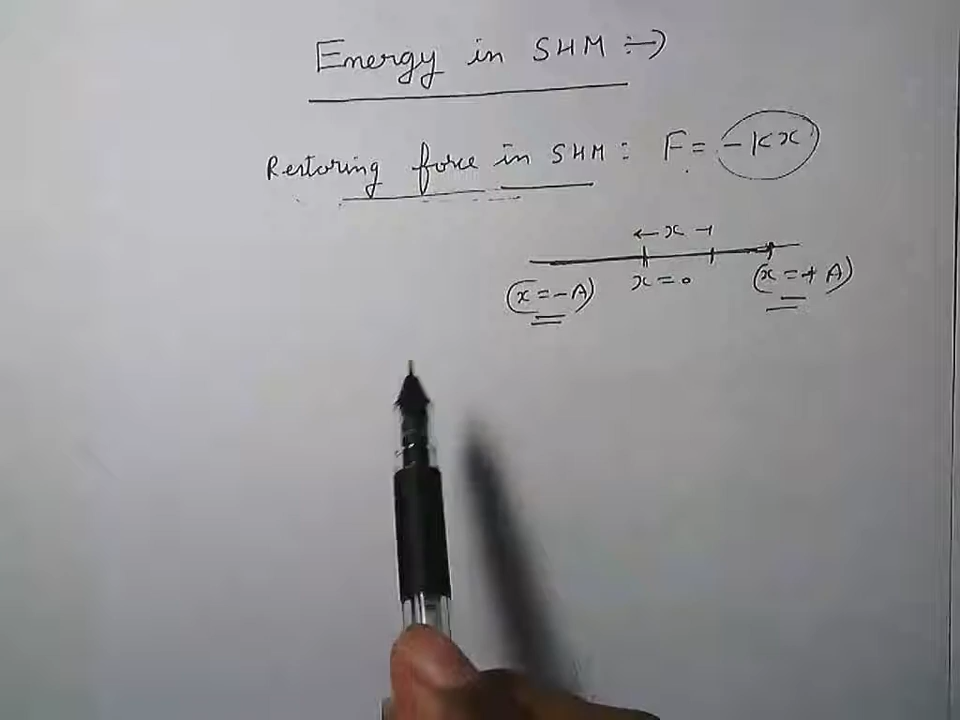 Energy in SHM :→
Restoring force in SHM : F = -Kx
← x →
(x = -A) x = 0 (x = + A)